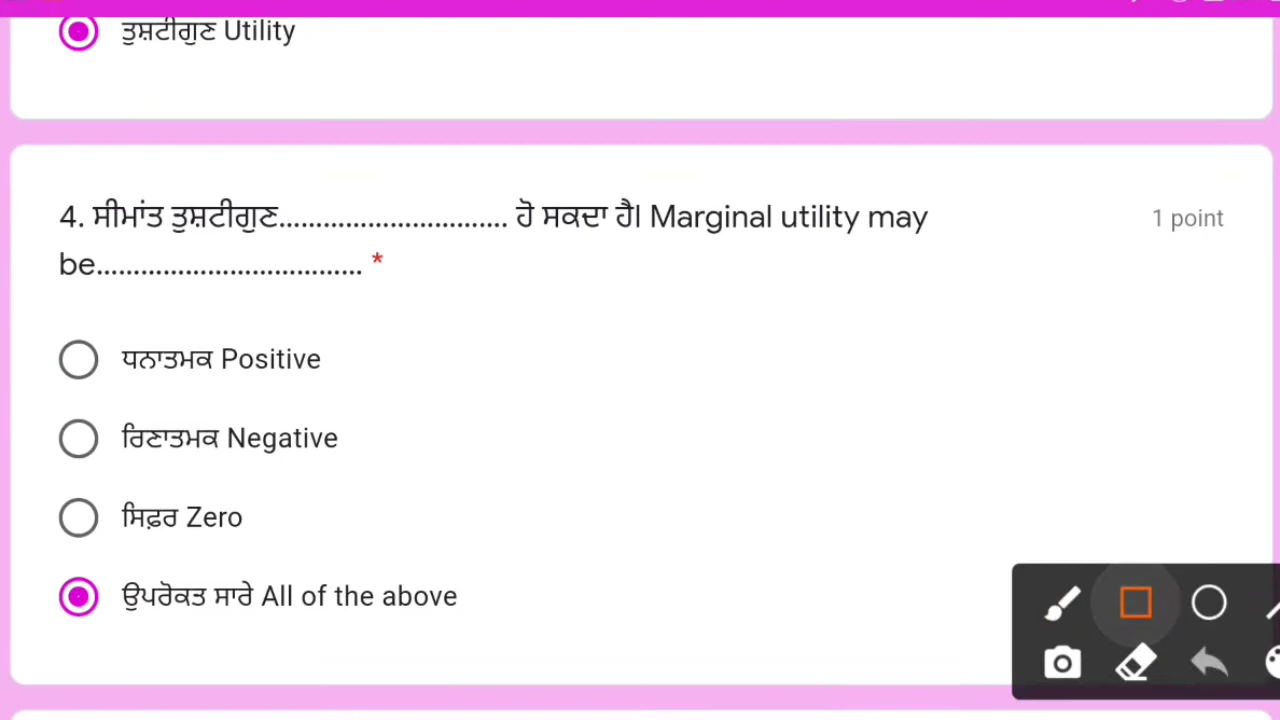 ਤੁਸ਼ਟੀਗੁਣ Utility
4. ਸੀਮਾਂਤ ਤੁਸ਼ਟੀਗੁਣ............................... ਹੋ ਸਕਦਾ ਹੈ। Marginal utility may
be.................................... *
1 point
ਧਨਾਤਮਕ Positive
ਰਿਣਾਤਮਕ Negative
ਸਿਫ਼ਰ Zero
ਉਪਰੋਕਤ ਸਾਰੇ All of the above